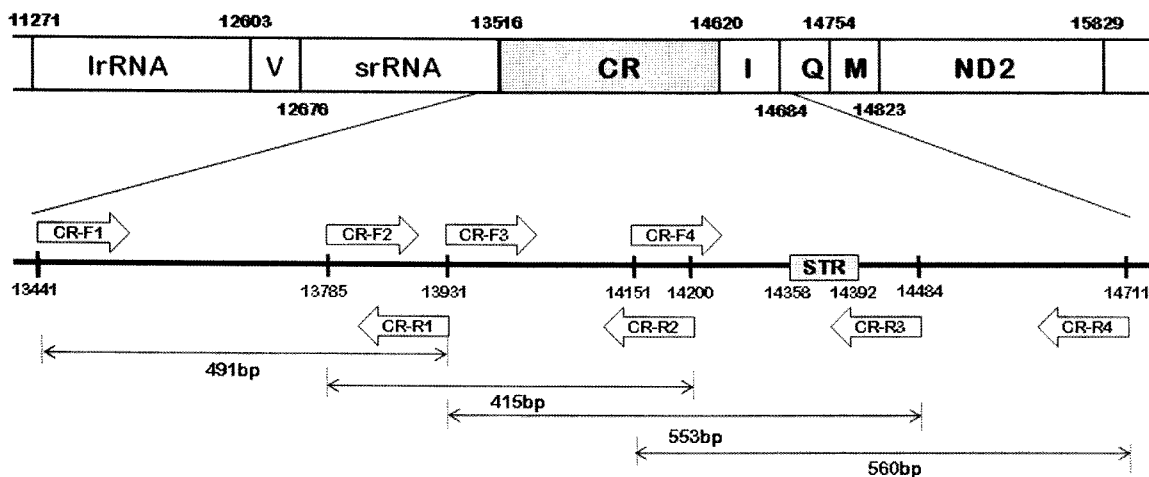 11271 12603 13516 14620 14754 15829
lrRNA V srRNA CR I Q M ND2
12676 14684 14823
CR-F1 CR-F2 CR-F3 CR-F4
STR
13441 13785 13931 14151 14200 14358 14392 14484 14711
CR-R1 CR-R2 CR-R3 CR-R4
491bp
415bp
553bp
560bp